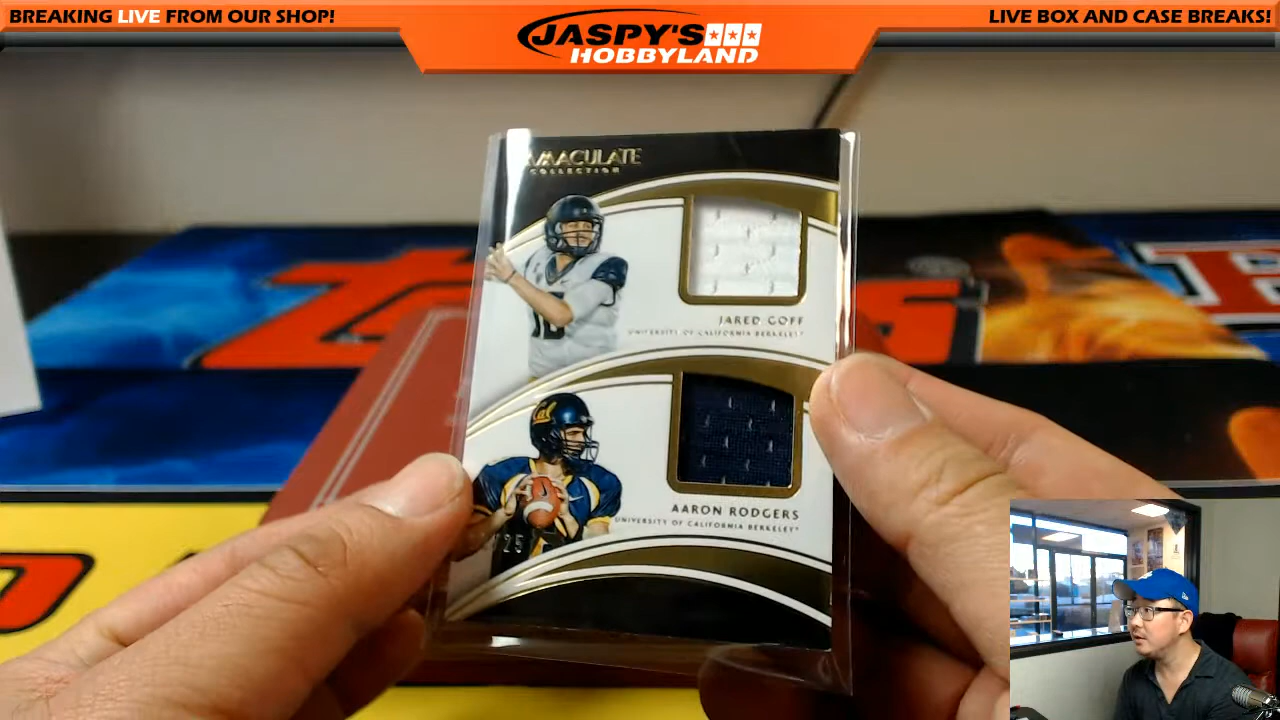 BREAKING LIVE FROM OUR SHOP!
JASPY'S
HOBBYLAND
LIVE BOX AND CASE BREAKS!
IMMACULATE
COLLECTION
JARED GOFF
UNIVERSITY OF CALIFORNIA BERKELEY
Cal
AARON RODGERS
UNIVERSITY OF CALIFORNIA BERKELEY
25